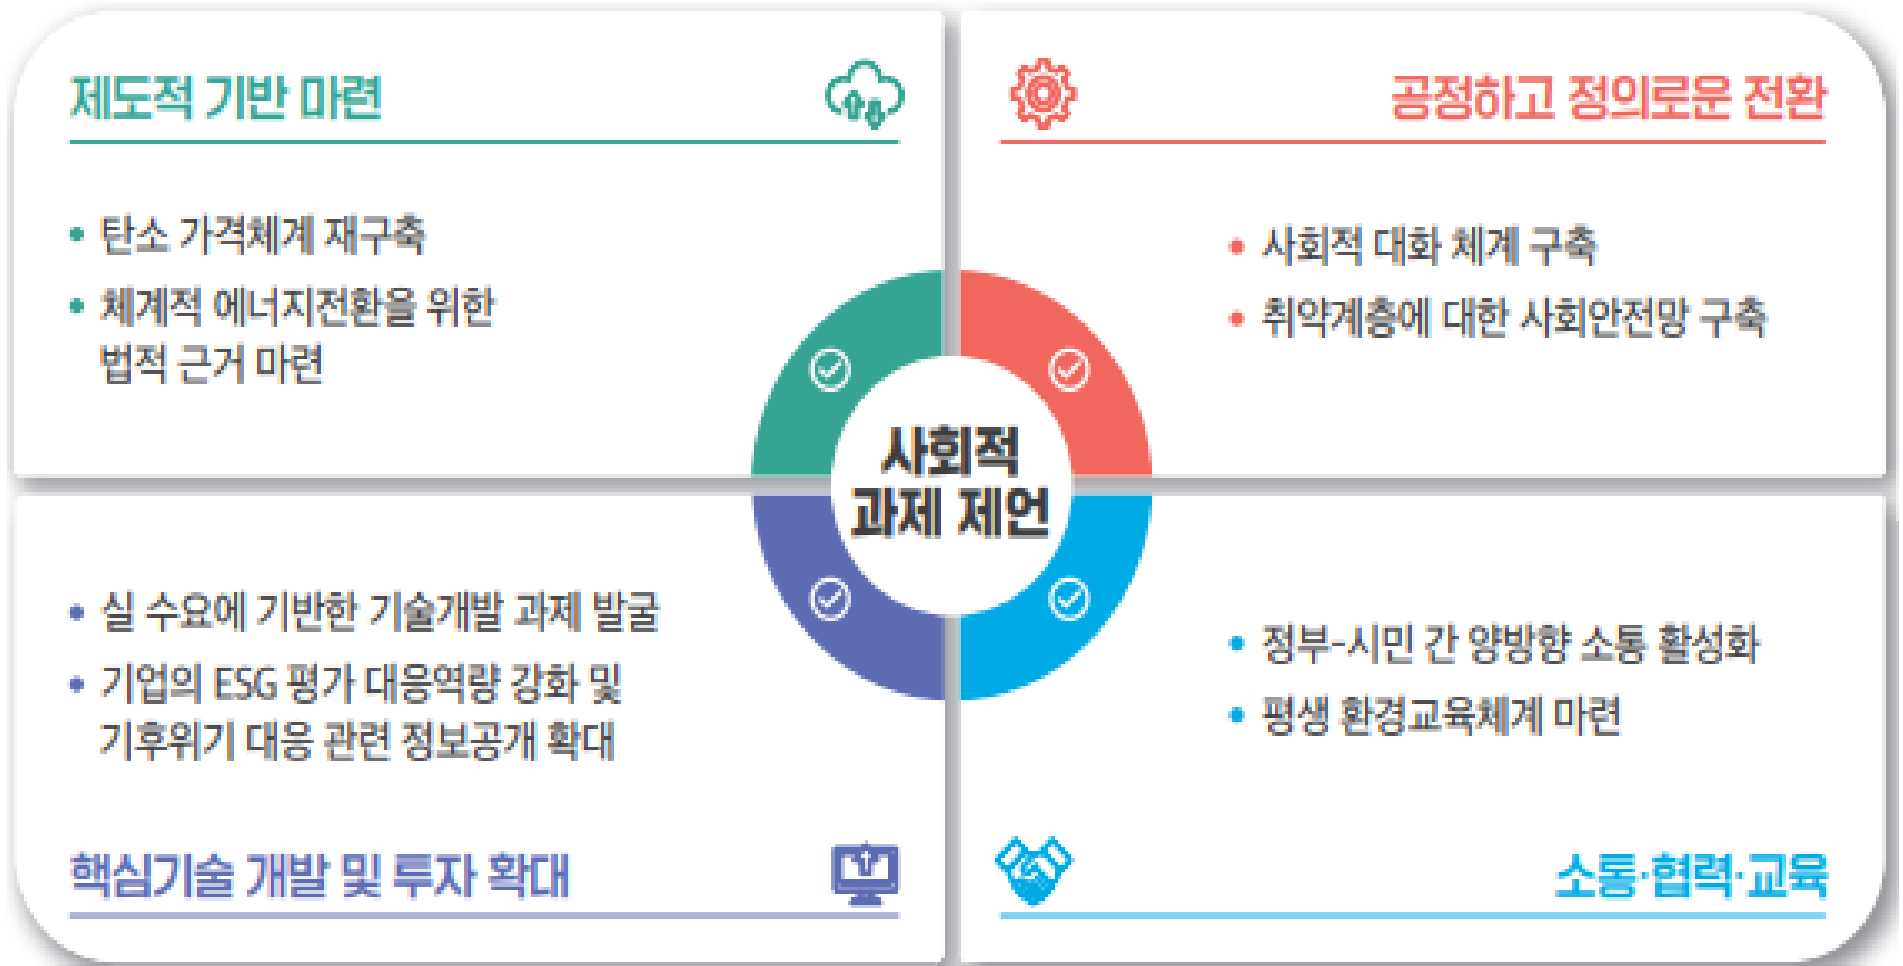 제도적 기반 마련
• 탄소 가격체계 재구축
• 체계적 에너지전환을 위한
법적 근거 마련
공정하고 정의로운 전환
• 사회적 대화 체계 구축
• 취약계층에 대한 사회안전망 구축
사회적
과제 제언
• 실 수요에 기반한 기술개발 과제 발굴
• 기업의 ESG 평가 대응역량 강화 및
기후위기 대응 관련 정보공개 확대
핵심기술 개발 및 투자 확대
• 정부-시민 간 양방향 소통 활성화
• 평생 환경교육체계 마련
소통·협력·교육